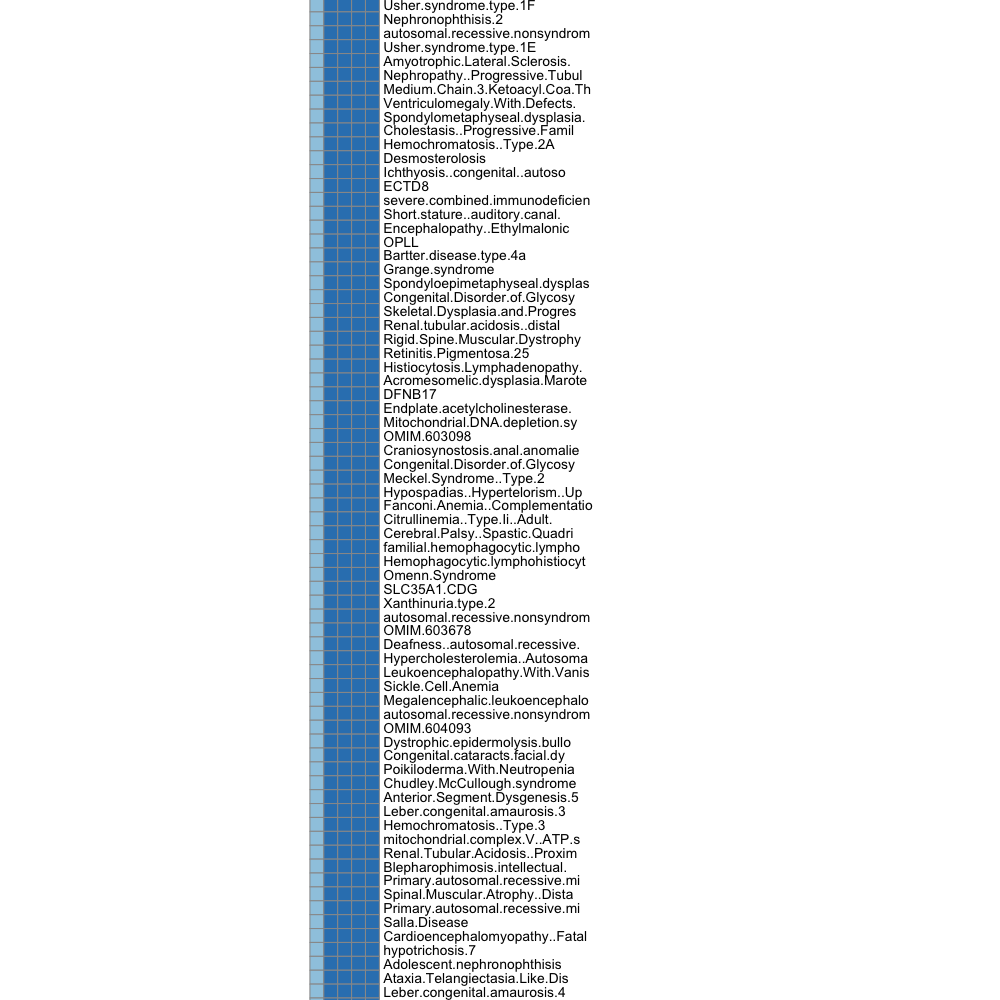 Usher.syndrome.type.1F
Nephronophthisis.2
autosomal.recessive.nonsyndrom
Usher.syndrome.type.1E
Amyotrophic.Lateral.Sclerosis.
Nephropathy..Progressive.Tubul
Medium.Chain.3.Ketoacyl.Coa.Th
Ventriculomegaly.With.Defects.
Spondylometaphyseal.dysplasia.
Cholestasis..Progressive.Famil
Hemochromatosis..Type.2A
Desmosterolosis
Ichthyosis..congenital..autoso
ECTD8
severe.combined.immunodeficien
Short.stature..auditory.canal.
Encephalopathy..Ethylmalonic
OPLL
Bartter.disease.type.4a
Grange.syndrome
Spondyloepimetaphyseal.dysplas
Congenital.Disorder.of.Glycosy
Skeletal.Dysplasia.and.Progres
Renal.tubular.acidosis..distal
Rigid.Spine.Muscular.Dystrophy
Retinitis.Pigmentosa.25
Histiocytosis.Lymphadenopathy.
Acromesomelic.dysplasia.Marote
DFNB17
Endplate.acetylcholinesterase.
Mitochondrial.DNA.depletion.sy
OMIM.603098
Craniosynostosis.anal.anomalie
Congenital.Disorder.of.Glycosy
Meckel.Syndrome..Type.2
Hypospadias..Hypertelorism..Up
Fanconi.Anemia..Complementatio
Citrullinemia..Type.Ii..Adult.
Cerebral.Palsy..Spastic.Quadri
familial.hemophagocytic.lympho
Hemophagocytic.lymphohistiocyt
Omenn.Syndrome
SLC35A1.CDG
Xanthinuria.type.2
autosomal.recessive.nonsyndrom
OMIM.603678
Deafness..autosomal.recessive.
Hypercholesterolemia..Autosoma
Leukoencephalopathy.With.Vanis
Sickle.Cell.Anemia
Megalencephalic.leukoencephalo
autosomal.recessive.nonsyndrom
OMIM.604093
Dystrophic.epidermolysis.bullo
Congenital.cataracts.facial.dy
Poikiloderma.With.Neutropenia
Chudley.McCullough.syndrome
Anterior.Segment.Dysgenesis.5
Leber.congenital.amaurosis.3
Hemochromatosis..Type.3
mitochondrial.complex.V..ATP.s
Renal.Tubular.Acidosis..Proxim
Blepharophimosis.intellectual.
Primary.autosomal.recessive.mi
Spinal.Muscular.Atrophy..Dista
Primary.autosomal.recessive.mi
Salla.Disease
Cardioencephalomyopathy..Fatal
hypotrichosis.7
Adolescent.nephronophthisis
Ataxia.Telangiectasia.Like.Dis
Leber.congenital.amaurosis.4